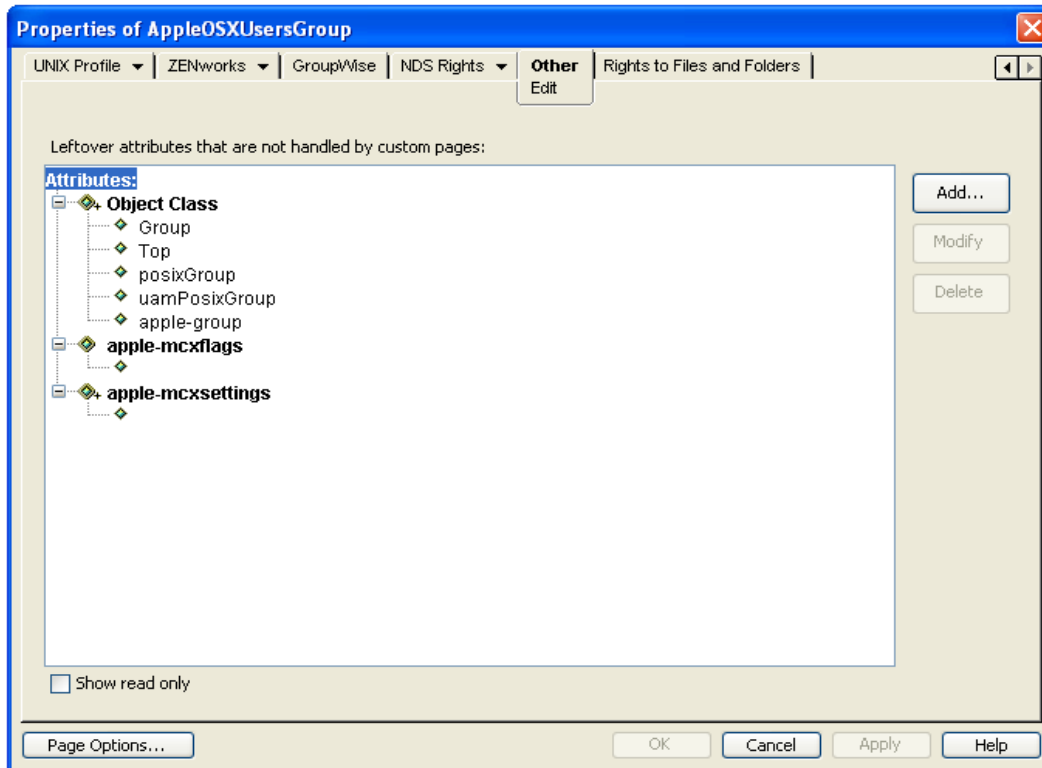 Properties of AppleOSXUsersGroup
UNIX Profile ZENworks GroupWise NDS Rights Other Rights to Files and Folders
Edit
Leftover attributes that are not handled by custom pages:
Attributes:
Object Class
Group
Top
posixGroup
uamPosixGroup
apple-group
apple-mcxflags
apple-mcxsettings
Add...
Modify
Delete
Show read only
Page Options... OK Cancel Apply Help